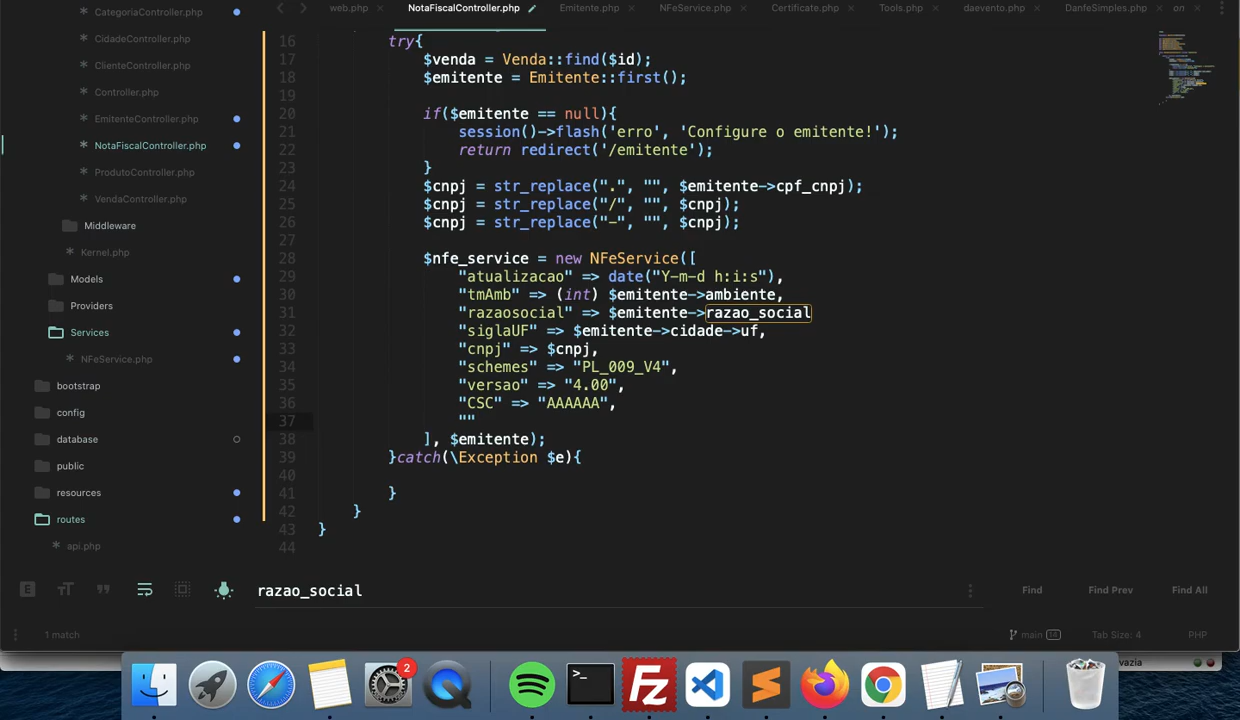 web.php × NotaFiscalController.php Emitente.php × NFeService.php × Certificate.php × Tools.php × daevento.php × DanfeSimples.php × on ×
CategoriaController.php
CidadeController.php
ClienteController.php
Controller.php
EmitenteController.php
NotaFiscalController.php
ProdutoController.php
VendaController.php
Middleware
Kernel.php
Models
Providers
Services
NFeService.php
bootstrap
config
database
public
resources
routes
api.php
16 try{
17 $venda = Venda::find($id);
18 $emitente = Emitente::first();
19
20 if($emitente == null){
21 session()->flash('erro', 'Configure o emitente!');
22 return redirect('/emitente');
23 }
24 $cnpj = str_replace(".", "", $emitente->cpf_cnpj);
25 $cnpj = str_replace("/", "", $cnpj);
26 $cnpj = str_replace("-", "", $cnpj);
27
28 $nfe_service = new NFeService([
29 "atualizacao" => date("Y-m-d h:i:s"),
30 "tmAmb" => (int) $emitente->ambiente,
31 "razaosocial" => $emitente->razao_social
32 "siglaUF" => $emitente->cidade->uf,
33 "cnpj" => $cnpj,
34 "schemes" => "PL_009_V4",
35 "versao" => "4.00",
36 "CSC" => "AAAAAA",
37 ""
38 ], $emitente);
39 }catch(\Exception $e){
40
41 }
42 }
43 }
44
razao_social Find Find Prev Find All
1 match main 14 Tab Size: 4 PHP
vazia
2
>_
Fz